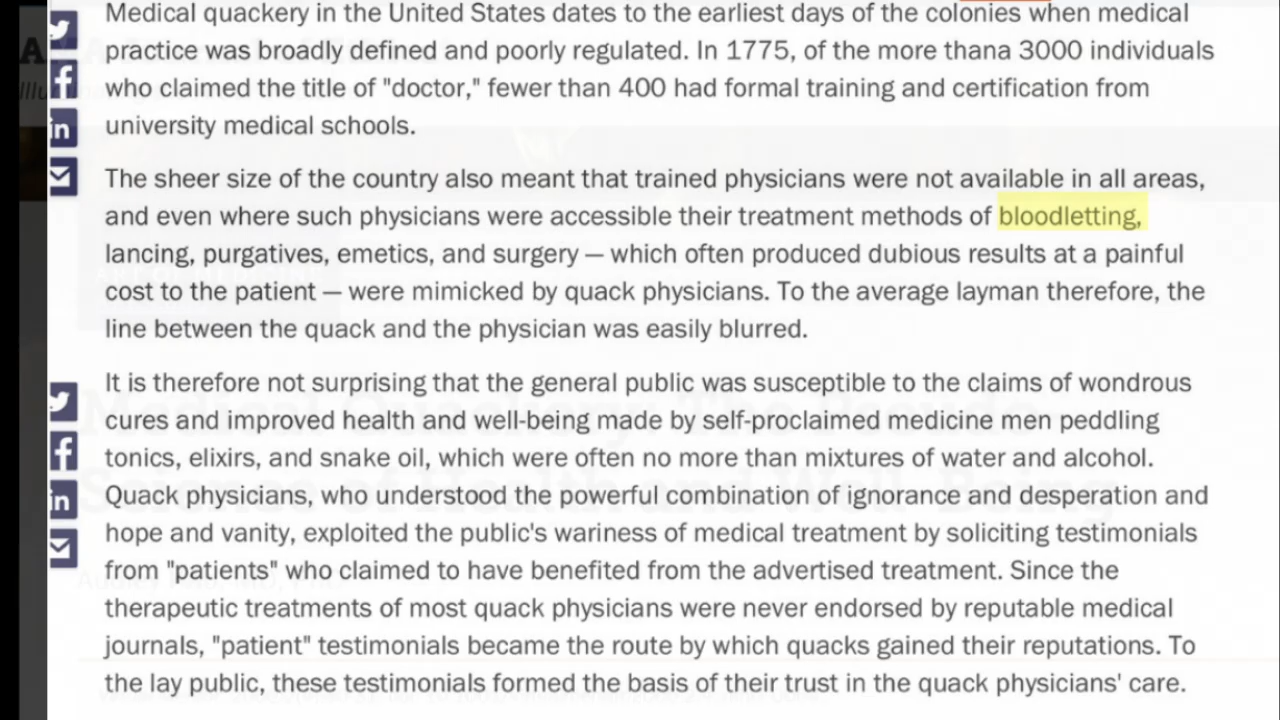 Medical quackery in the United States dates to the earliest days of the colonies when medical
practice was broadly defined and poorly regulated. In 1775, of the more thana 3000 individuals
who claimed the title of "doctor," fewer than 400 had formal training and certification from
university medical schools.
The sheer size of the country also meant that trained physicians were not available in all areas,
and even where such physicians were accessible their treatment methods of bloodletting,
lancing, purgatives, emetics, and surgery — which often produced dubious results at a painful
cost to the patient — were mimicked by quack physicians. To the average layman therefore, the
line between the quack and the physician was easily blurred.
It is therefore not surprising that the general public was susceptible to the claims of wondrous
cures and improved health and well-being made by self-proclaimed medicine men peddling
tonics, elixirs, and snake oil, which were often no more than mixtures of water and alcohol.
Quack physicians, who understood the powerful combination of ignorance and desperation and
hope and vanity, exploited the public's wariness of medical treatment by soliciting testimonials
from "patients" who claimed to have benefited from the advertised treatment. Since the
therapeutic treatments of most quack physicians were never endorsed by reputable medical
journals, "patient" testimonials became the route by which quacks gained their reputations. To
the lay public, these testimonials formed the basis of their trust in the quack physicians' care.
Medical Quackery: The Pseudo-
Science of Health and Well-Being